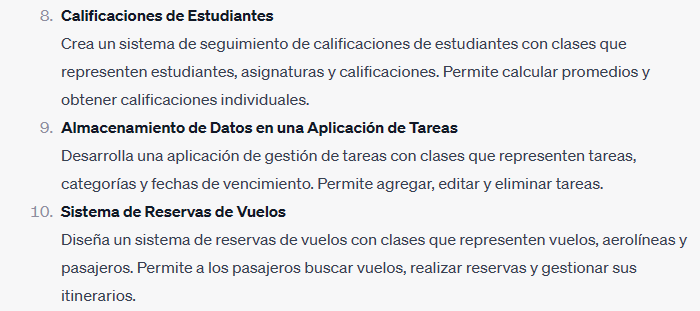 8. Calificaciones de Estudiantes
Crea un sistema de seguimiento de calificaciones de estudiantes con clases que
representen estudiantes, asignaturas y calificaciones. Permite calcular promedios y
obtener calificaciones individuales.
9. Almacenamiento de Datos en una Aplicación de Tareas
Desarrolla una aplicación de gestión de tareas con clases que representen tareas,
categorías y fechas de vencimiento. Permite agregar, editar y eliminar tareas.
10. Sistema de Reservas de Vuelos
Diseña un sistema de reservas de vuelos con clases que representen vuelos, aerolíneas y
pasajeros. Permite a los pasajeros buscar vuelos, realizar reservas y gestionar sus
itinerarios.